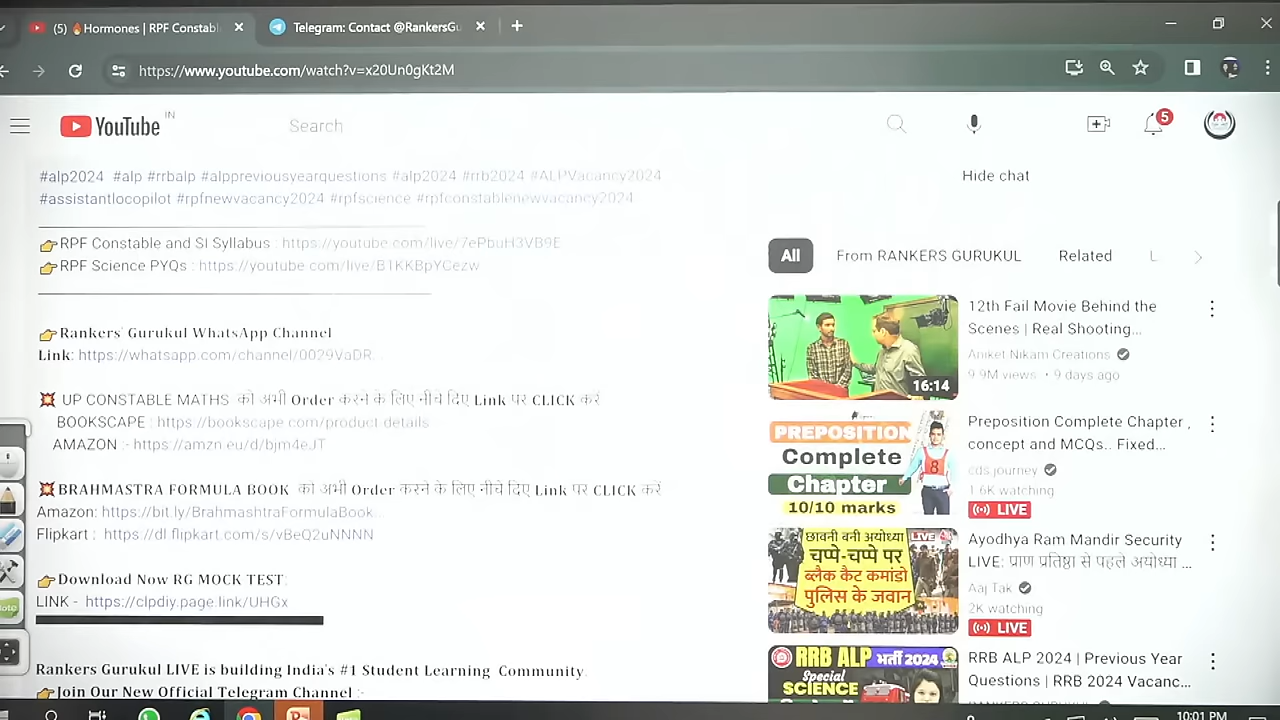 (5) 🔥Hormones | RPF Constabl
Telegram: Contact @RankersGu
https://www.youtube.com/watch?v=x20Un0gKt2M
YouTube IN
Search
5
#alp2024 #alp #rrbalp #alppreviousyearquestions #alp2024 #rrb2024 #ALPVacancy2024
#assistantlocopilot #rpfnewvacancy2024 #rpfscience #rpfconstablenewvacancy2024
👉RPF Constable and SI Syllabus : https://youtube.com/live/7ePbuH3VB9E
👉RPF Science PYQs : https://youtube.com/live/B1KKBpYCezw
👉Rankers' Gurukul WhatsApp Channel
Link: https://whatsapp.com/channel/0029VaDR...
💥 UP CONSTABLE MATHS को अभी Order करने के लिए नीचे दिए Link पर CLICK करें
BOOKSCAPE : https://bookscape.com/product-details
AMAZON : https://amzn.eu/d/bjm4eJT
💥BRAHMASTRA FORMULA BOOK को अभी Order करने के लिए नीचे दिए Link पर CLICK करें
Amazon: https://bit.ly/BrahmashtraFormulaBook...
Flipkart : https://dl.flipkart.com/s/vBeQ2uNNNN
👉Download Now RG MOCK TEST:
LINK - https://clpdiy.page.link/UHGx
Rankers Gurukul LIVE is building India's #1 Student Learning Community.
👉Join Our New Official Telegram Channel :-
Hide chat
All
From RANKERS GURUKUL
Related
L
16:14
12th Fail Movie Behind the
Scenes | Real Shooting...
Aniket Nikam Creations
9.9M views • 9 days ago
PREPOSITION
Complete
Chapter
10/10 marks
8
Preposition Complete Chapter ,
concept and MCQs.. Fixed...
cds journey
1.6K watching
LIVE
छावनी बनी अयोध्या
LIVE
चप्पे-चप्पे पर
ब्लैक कैट कमांडो
पुलिस के जवान
Ayodhya Ram Mandir Security
LIVE: प्राण प्रतिष्ठा से पहले अयोध्या ...
Aaj Tak
2K watching
LIVE
RRB ALP भर्ती 2024
Special
SCIENCE
RRB ALP 2024 | Previous Year
Questions | RRB 2024 Vacanc...
Note
10:01 PM